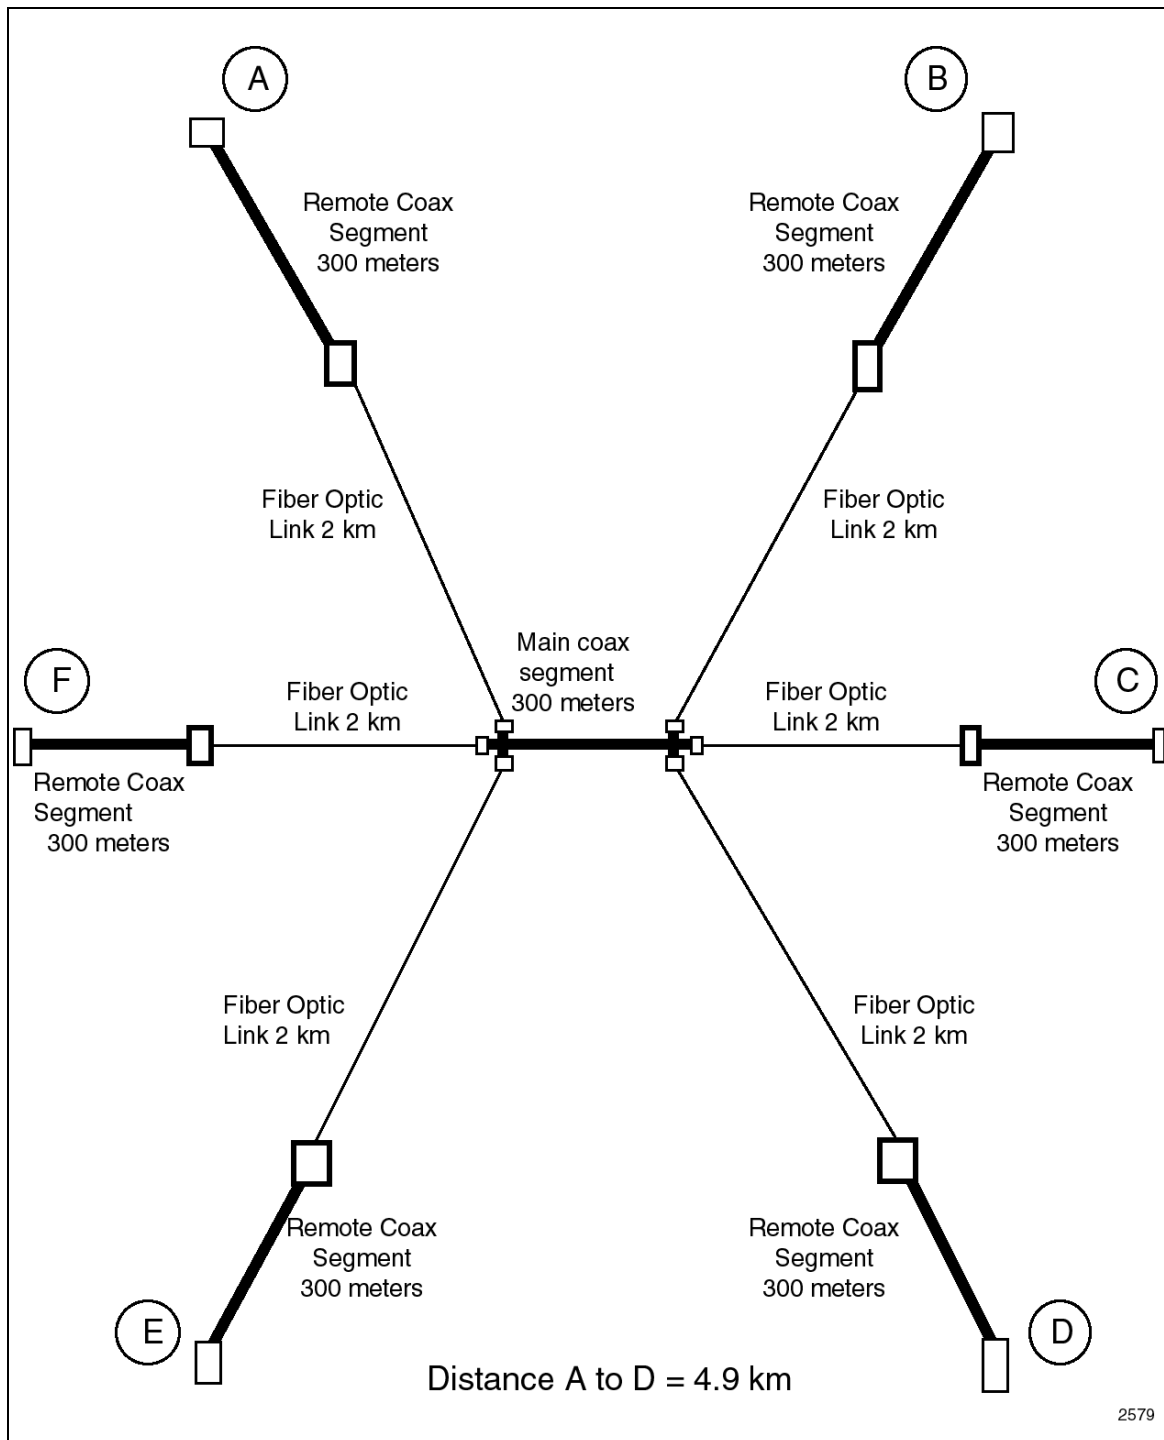 A
B
Remote Coax
Segment
300 meters
Remote Coax
Segment
300 meters
Fiber Optic
Link 2 km
Fiber Optic
Link 2 km
Main coax
segment
300 meters
F
C
Fiber Optic
Link 2 km
Fiber Optic
Link 2 km
Remote Coax
Segment
300 meters
Remote Coax
Segment
300 meters
Fiber Optic
Link 2 km
Fiber Optic
Link 2 km
Remote Coax
Segment
300 meters
Remote Coax
Segment
300 meters
E
D
Distance A to D = 4.9 km
2579